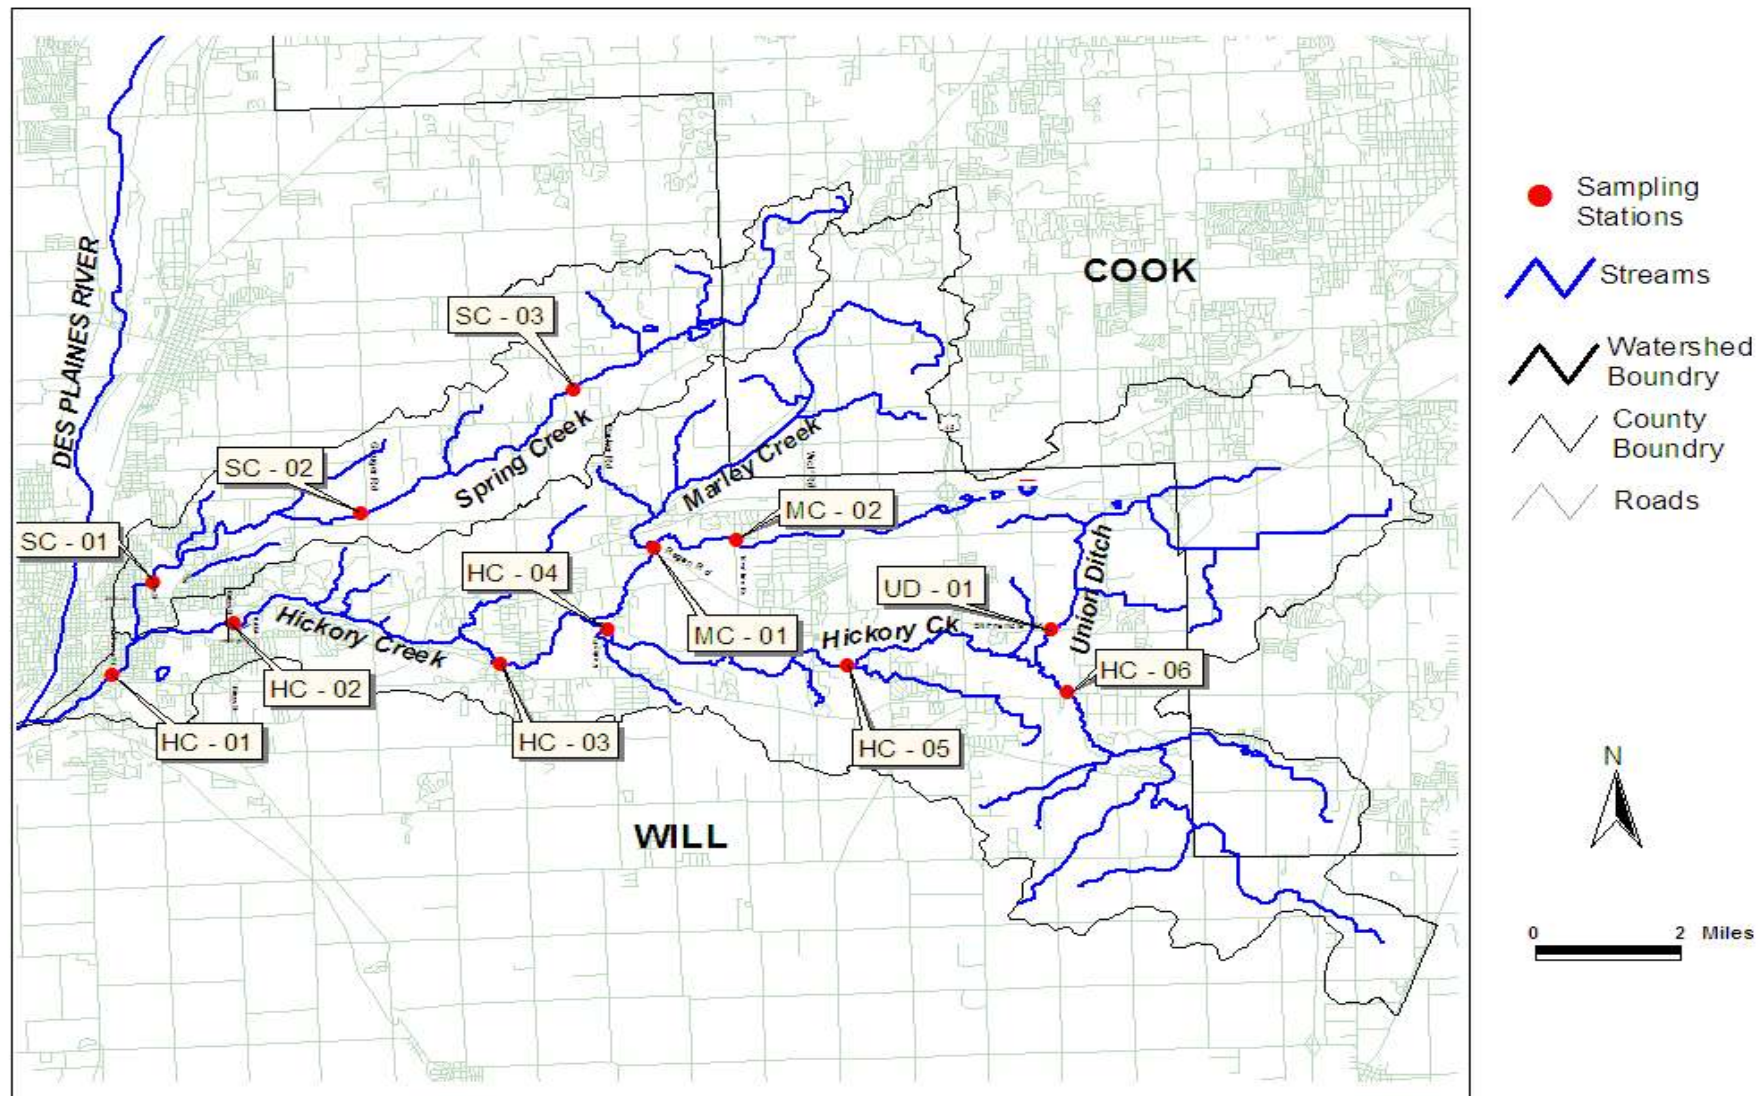 COOK
DES PLAINES RIVER
SC - 03
SC - 02
Spring Creek
Marley Creek
MC - 02
SC - 01
HC - 04
UD - 01
Union Ditch
Hickory Creek
MC - 01
Hickory Ck
HC - 06
HC - 02
HC - 01
HC - 03
HC - 05
WILL
Sampling
Stations
Streams
Watershed
Boundry
County
Boundry
Roads
N
0 2 Miles